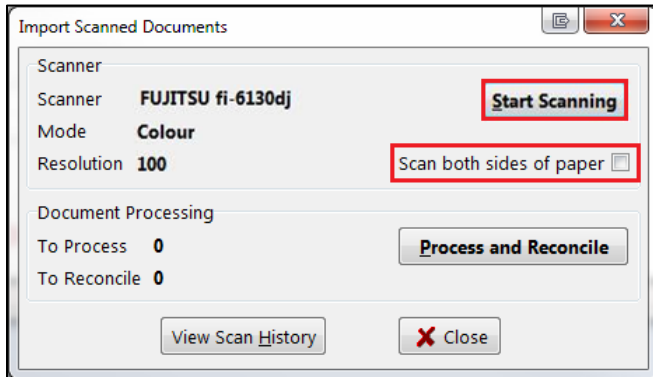 Import Scanned Documents
Scanner
Scanner FUJITSU fi-6130dj
Start Scanning
Mode Colour
Resolution 100
Scan both sides of paper
Document Processing
To Process 0
Process and Reconcile
To Reconcile 0
View Scan History
Close